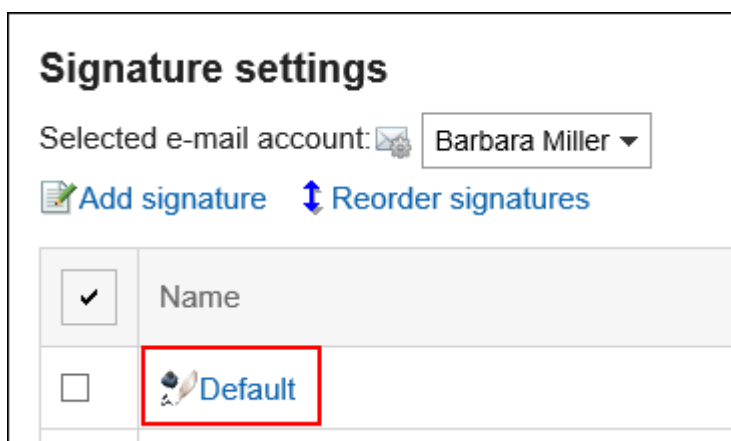 Signature settings
Selected e-mail account: Barbara Miller
Add signature Reorder signatures
Name
Default